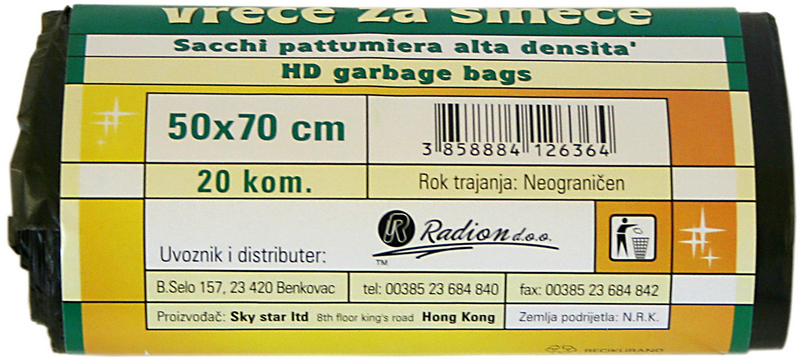 vreće za smeće
Sacchi pattumiera alta densita'
HD garbage bags
50x70 cm
3 858884 126364
20 kom.
Rok trajanja: Neograničen
Uvoznik i distributer:
R Radion d.o.o.
TM
B.Selo 157, 23 420 Benkovac
tel: 00385 23 684 840
fax: 00385 23 684 842
Proizvođač: Sky star ltd 8th floor king's road Hong Kong
Zemlja podrijetla: N.R.K.
RECIKLIRANO